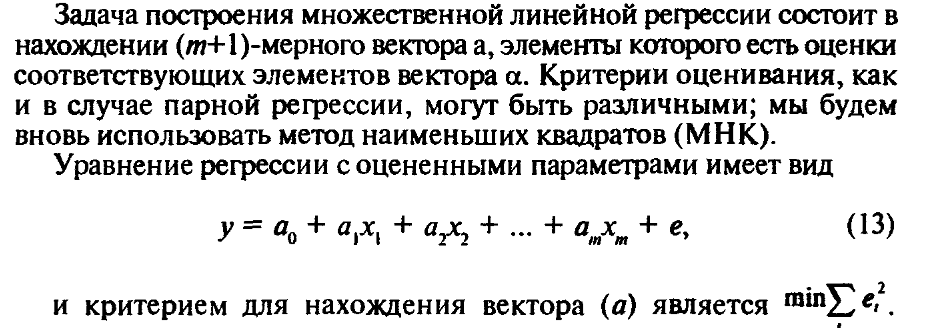 Задача построения множественной линейной регрессии состоит в
нахождении (m+1)-мерного вектора a, элементы которого есть оценки
соответствующих элементов вектора α. Критерии оценивания, как
и в случае парной регрессии, могут быть различными; мы будем
вновь использовать метод наименьших квадратов (МНК).
Уравнение регрессии с оцененными параметрами имеет вид
y = a₀ + a₁x₁ + a₂x₂ + ... + aₘxₘ + e, (13)
и критерием для нахождения вектора (a) является min∑ eᵢ².